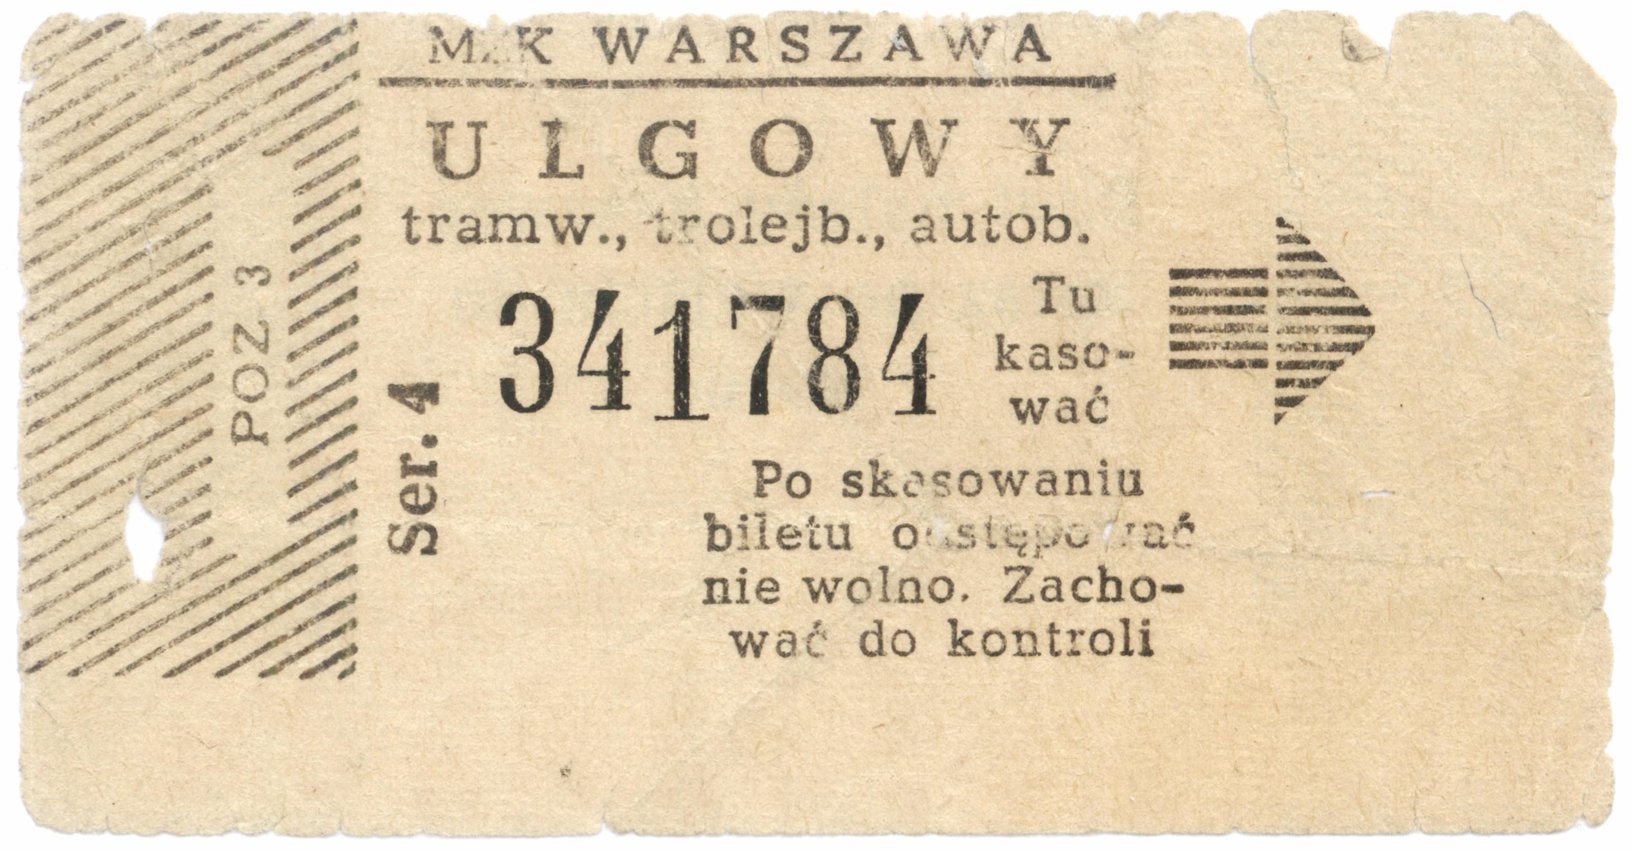 MZK WARSZAWA
ULGOWY
tramw., trolejb., autob.
POZ 3
Ser. 4
341784
Tu
kaso-
wać
Po skasowaniu
biletu odstępować
nie wolno. Zacho-
wać do kontroli